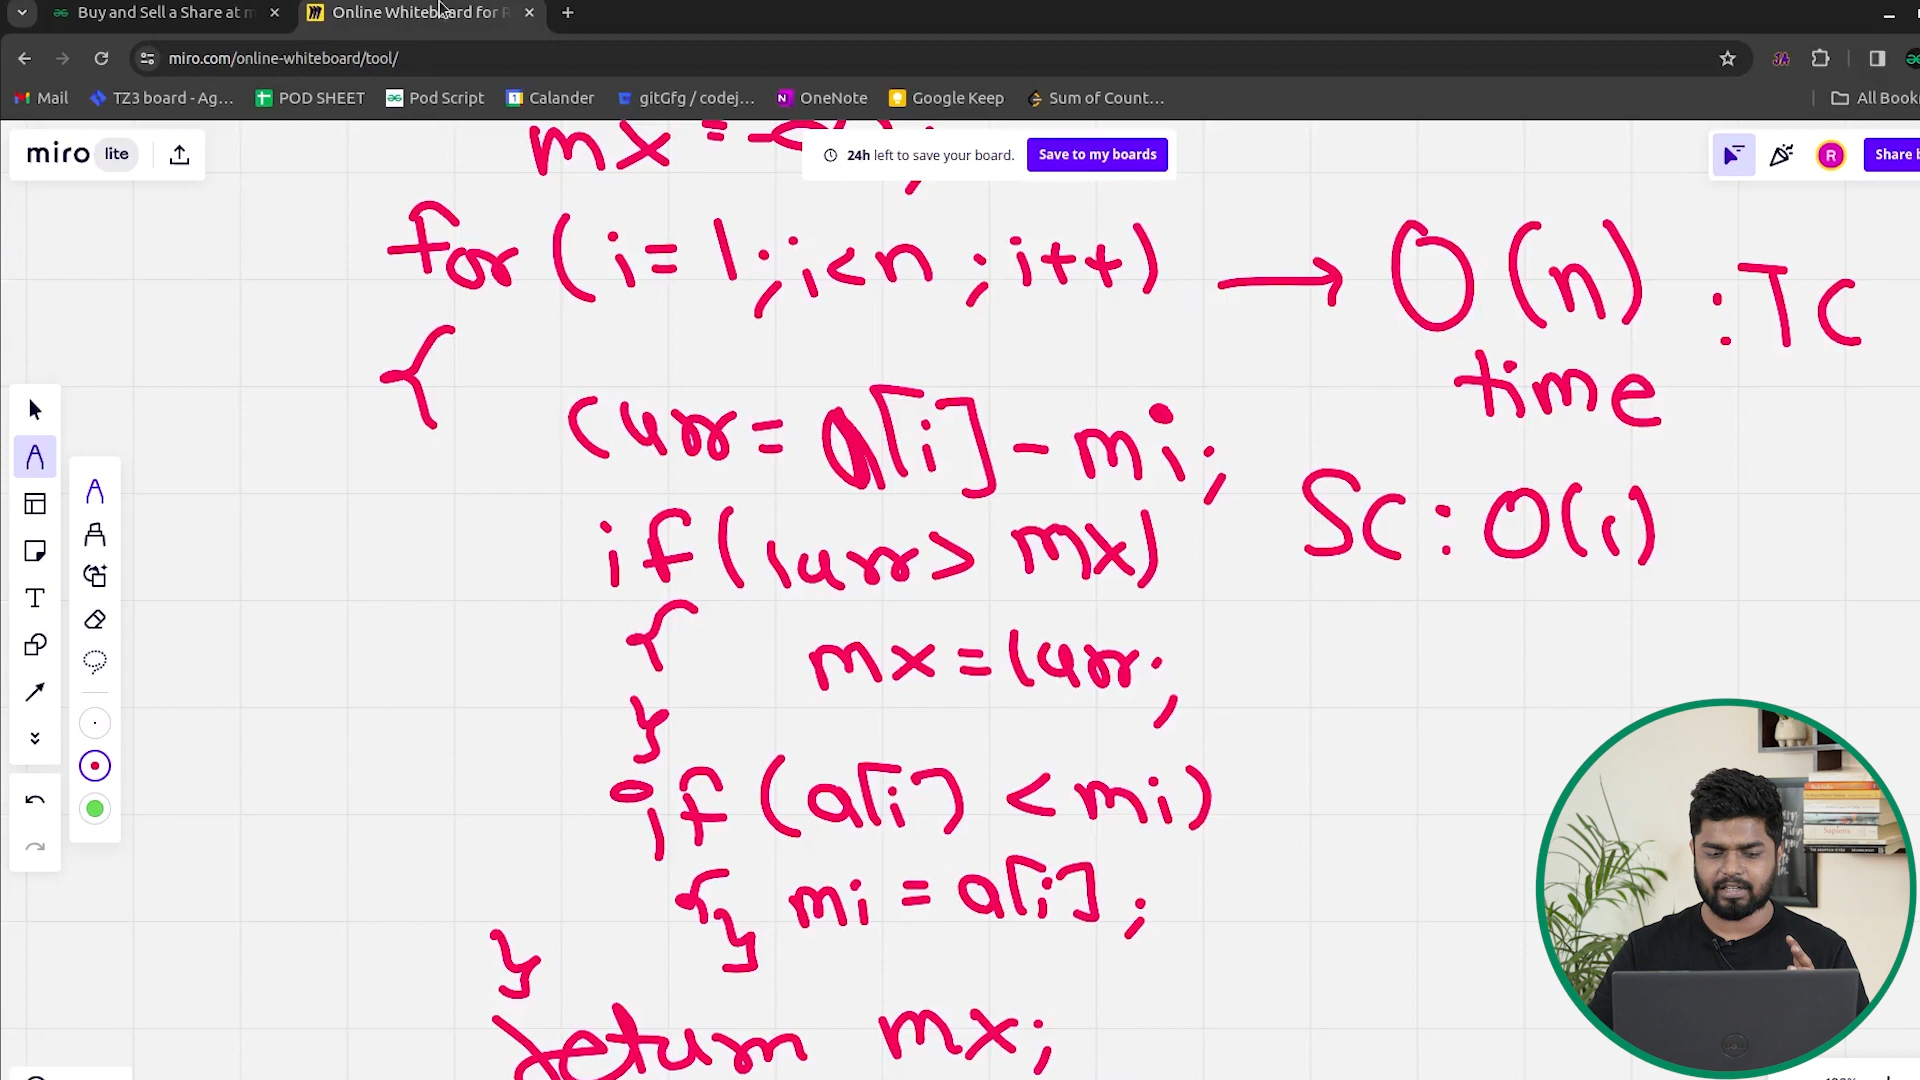 Buy and Sell a Share at m
Online Whiteboard for R
miro.com/online-whiteboard/tool/
Mail
TZ3 board - Ag...
POD SHEET
Pod Script
Calander
gitGfg / codej...
OneNote
Google Keep
Sum of Count...
All Book
miro lite
24h left to save your board.
Save to my boards
R
Share b
mx = -
for ( i = 1 ; i < n ; i++ ) → O(n) : TC
time
{
curr = a[i] - mi ;
SC : O(1)
if ( curr > mx )
{ mx = curr ;
}
if ( a[i] < mi )
{ mi = a[i] ;
}
}
return mx ;